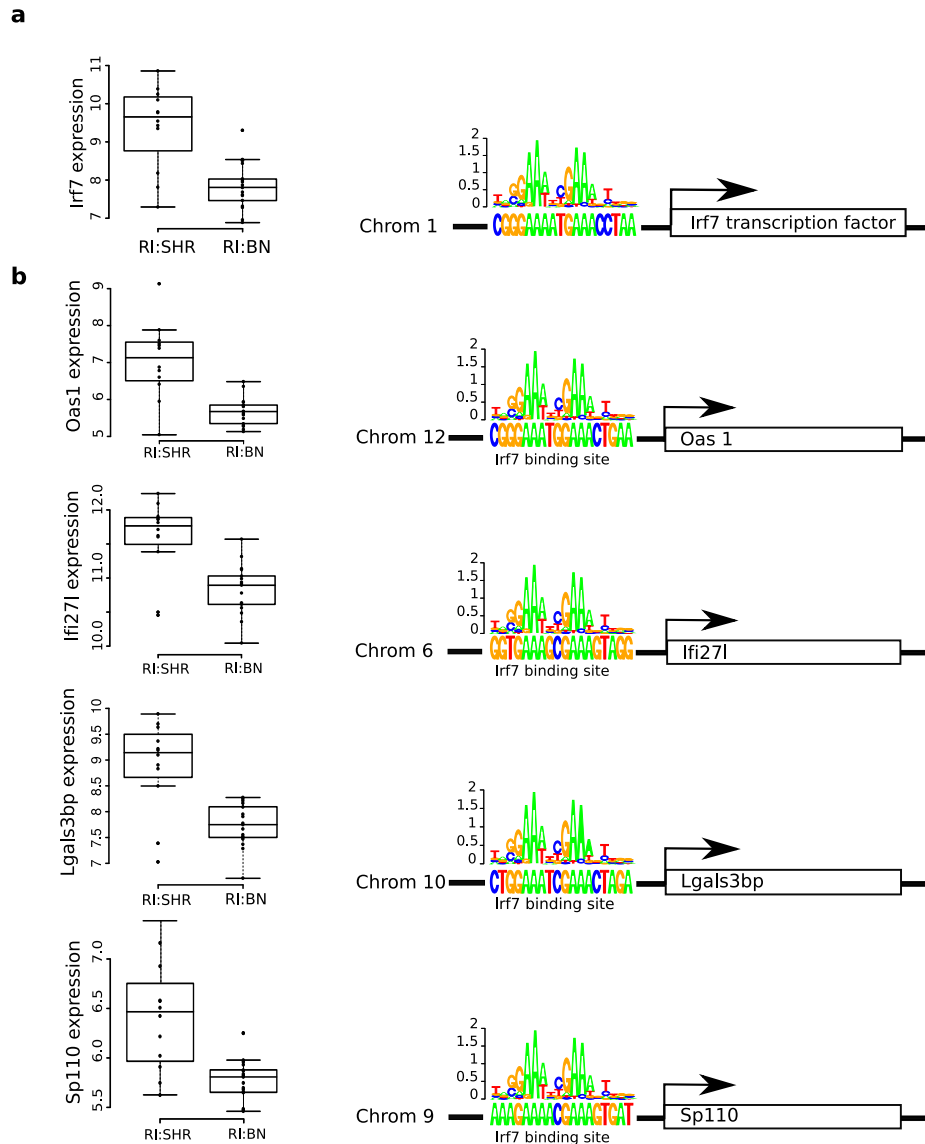 a
Irf7 expression
11
10
9
8
7
RI:SHR RI:BN
2
1.5
1
0.5
0
Chrom 1
CGGGAAAATGAAACCTAA
Irf7 transcription factor
b
Oas1 expression
9
8
7
6
5
RI:SHR RI:BN
2
1.5
1
0.5
0
Chrom 12
CGGGAAATGGAAACTGAA
Irf7 binding site
Oas 1
Ifi27l expression
12.0
11.0
10.0
RI:SHR RI:BN
2
1.5
1
0.5
0
Chrom 6
GGTGAAAGCGAAAGTAGG
Irf7 binding site
Ifi27l
Lgals3bp expression
10
9.5
9
8.5
8
7.5
7
RI:SHR RI:BN
2
1.5
1
0.5
0
Chrom 10
CTGGAAATCGAAACTAGA
Irf7 binding site
Lgals3bp
Sp110 expression
7.0
6.5
6.0
5.5
RI:SHR RI:BN
2
1.5
1
0.5
0
Chrom 9
AAAGAAAACGAAAGTGAT
Irf7 binding site
Sp110